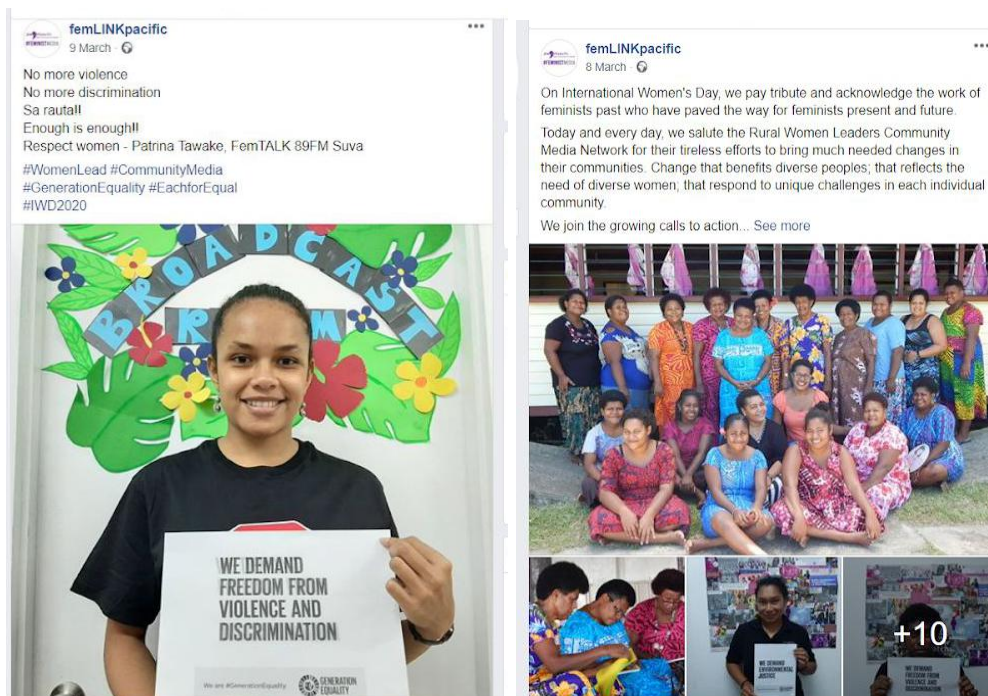 femLINKpacific
9 March
No more violence
No more discrimination
Sa rauta!!
Enough is enough!!
Respect women - Patrina Tawake, FemTALK 89FM Suva
#WomenLead #CommunityMedia
#GenerationEquality #EachforEqual
#IWD2020
BROADCAST
WE DEMAND
FREEDOM FROM
VIOLENCE AND
DISCRIMINATION
We are #GenerationEquality
GENERATION
EQUALITY
femLINKpacific
8 March
On International Women's Day, we pay tribute and acknowledge the work of
feminists past who have paved the way for feminists present and future.
Today and every day, we salute the Rural Women Leaders Community
Media Network for their tireless efforts to bring much needed changes in
their communities. Change that benefits diverse peoples; that reflects the
need of diverse women; that respond to unique challenges in each individual
community.
We join the growing calls to action... See more
WE DEMAND
ENVIRONMENTAL
JUSTICE
+10
WE DEMAND
FREEDOM FROM
VIOLENCE AND
DISCRIMINATION